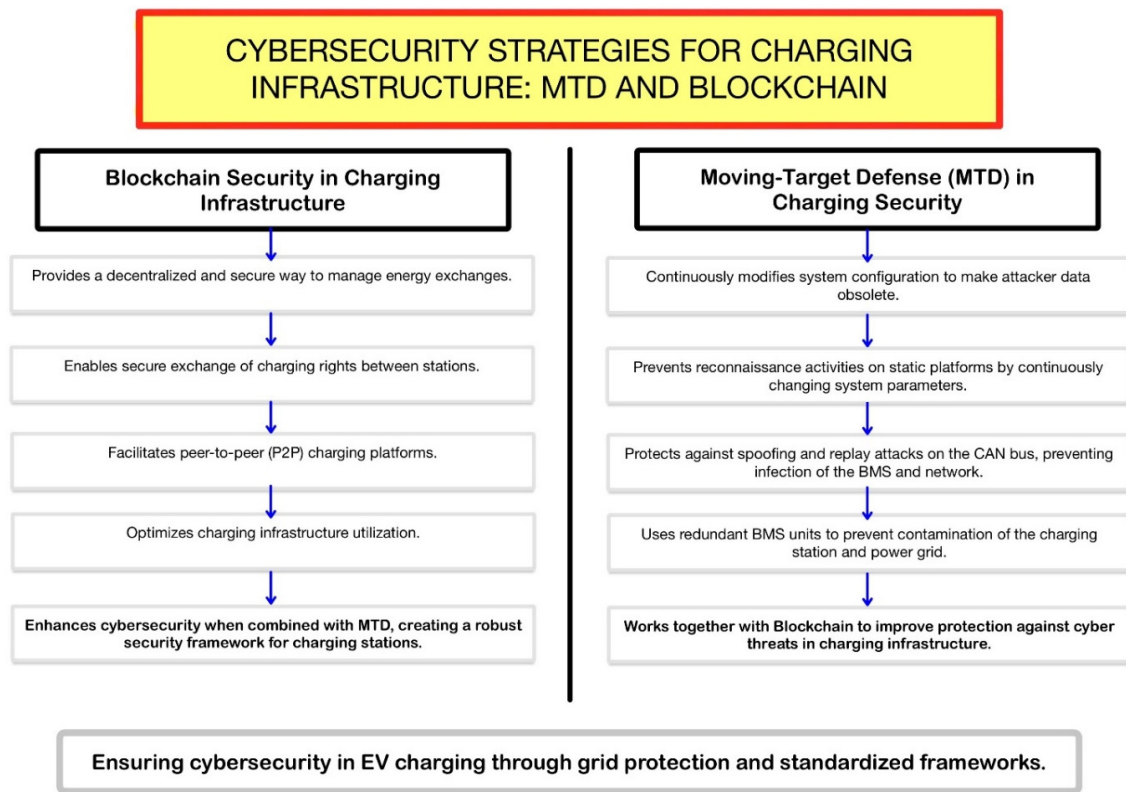 CYBERSECURITY STRATEGIES FOR CHARGING
INFRASTRUCTURE: MTD AND BLOCKCHAIN
Blockchain Security in Charging
Infrastructure
Provides a decentralized and secure way to manage energy exchanges.
Enables secure exchange of charging rights between stations.
Facilitates peer-to-peer (P2P) charging platforms.
Optimizes charging infrastructure utilization.
Enhances cybersecurity when combined with MTD, creating a robust
security framework for charging stations.
Moving-Target Defense (MTD) in
Charging Security
Continuously modifies system configuration to make attacker data
obsolete.
Prevents reconnaissance activities on static platforms by continuously
changing system parameters.
Protects against spoofing and replay attacks on the CAN bus, preventing
infection of the BMS and network.
Uses redundant BMS units to prevent contamination of the charging
station and power grid.
Works together with Blockchain to improve protection against cyber
threats in charging infrastructure.
Ensuring cybersecurity in EV charging through grid protection and standardized frameworks.